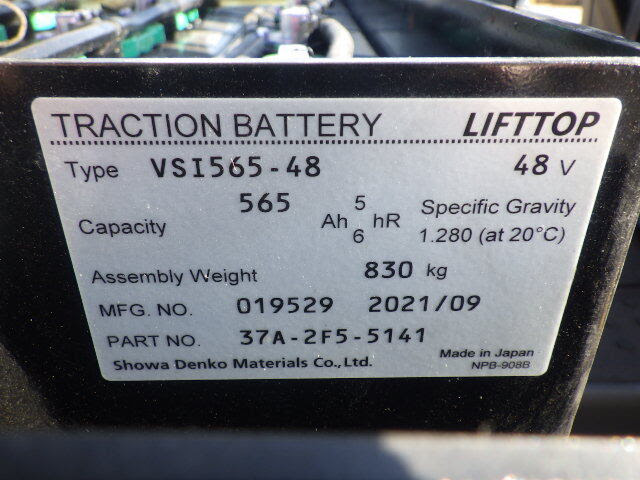 TRACTION BATTERY LIFTTOP
Type VSI565-48 48 V
Capacity 565 Ah 5 hR Specific Gravity
6 1.280 (at 20°C)
Assembly Weight 830 kg
MFG. NO. 019529 2021/09
PART NO. 37A-2F5-5141
Showa Denko Materials Co., Ltd. Made in Japan
NPB-908B